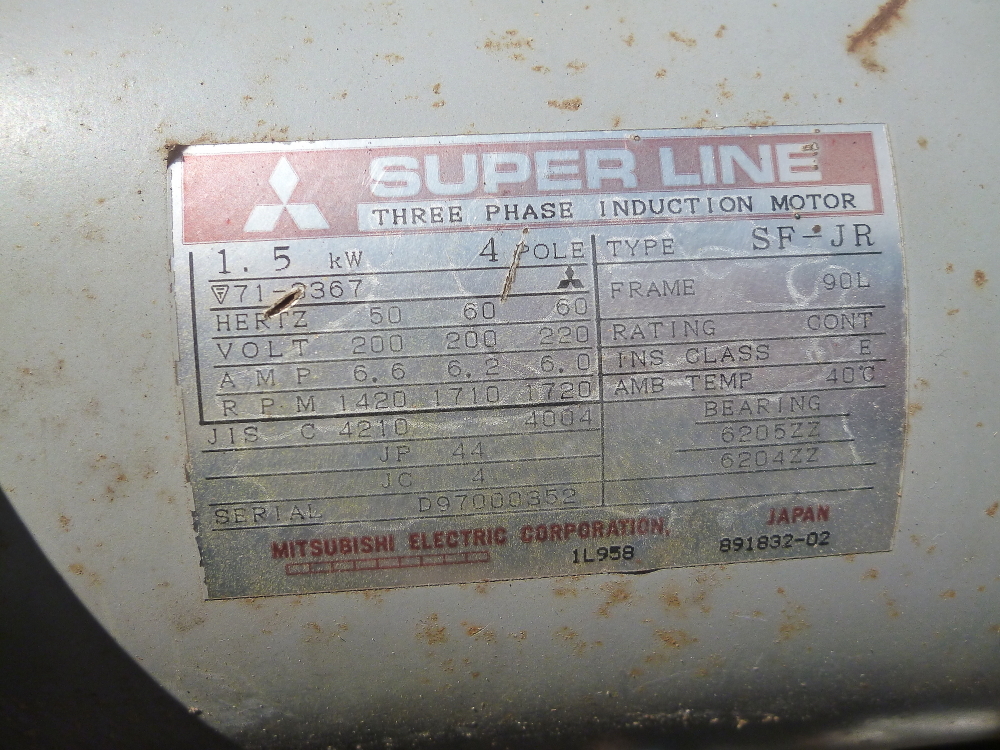 SUPER LINE
THREE PHASE INDUCTION MOTOR
1.5 kW 4 POLE
HERTZ 50 60 60
VOLT 200 200 220
AMP 6.6 6.2 6.0
RPM 1420 1710 1720
JIS C 4210 4004
JP 44
JC 4
SERIAL D97000352
TYPE SF-JR
FRAME 90L
RATING CONT
INS CLASS E
AMB TEMP 40℃
BEARING
6205ZZ
6204ZZ
MITSUBISHI ELECTRIC CORPORATION, JAPAN
1L958 891832-02